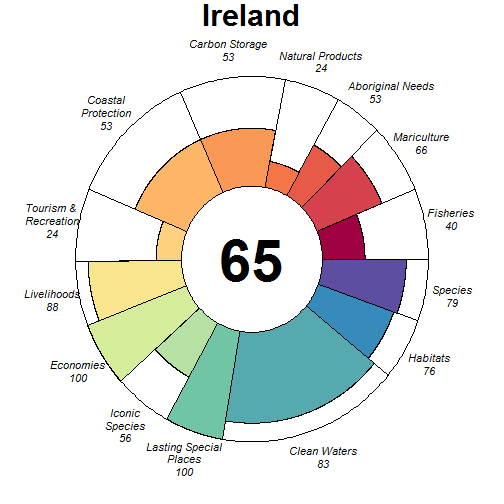 Ireland
Carbon Storage
53
Natural Products
24
Aboriginal Needs
53
Mariculture
66
Fisheries
40
Species
79
Habitats
76
Clean Waters
83
Lasting Special
Places
100
Iconic
Species
56
Economies
100
Livelihoods
88
Tourism &
Recreation
24
Coastal
Protection
53
65